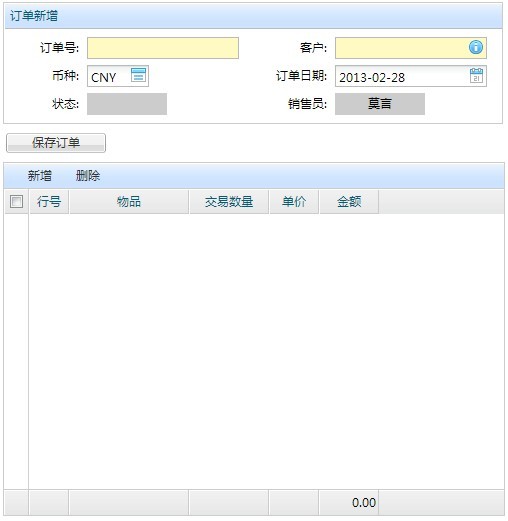 订单新增
订单号: 客户:
币种: CNY 订单日期: 2013-02-28
状态: 销售员: 莫言
保存订单
新增 删除
行号 物品 交易数量 单价 金额
0.00